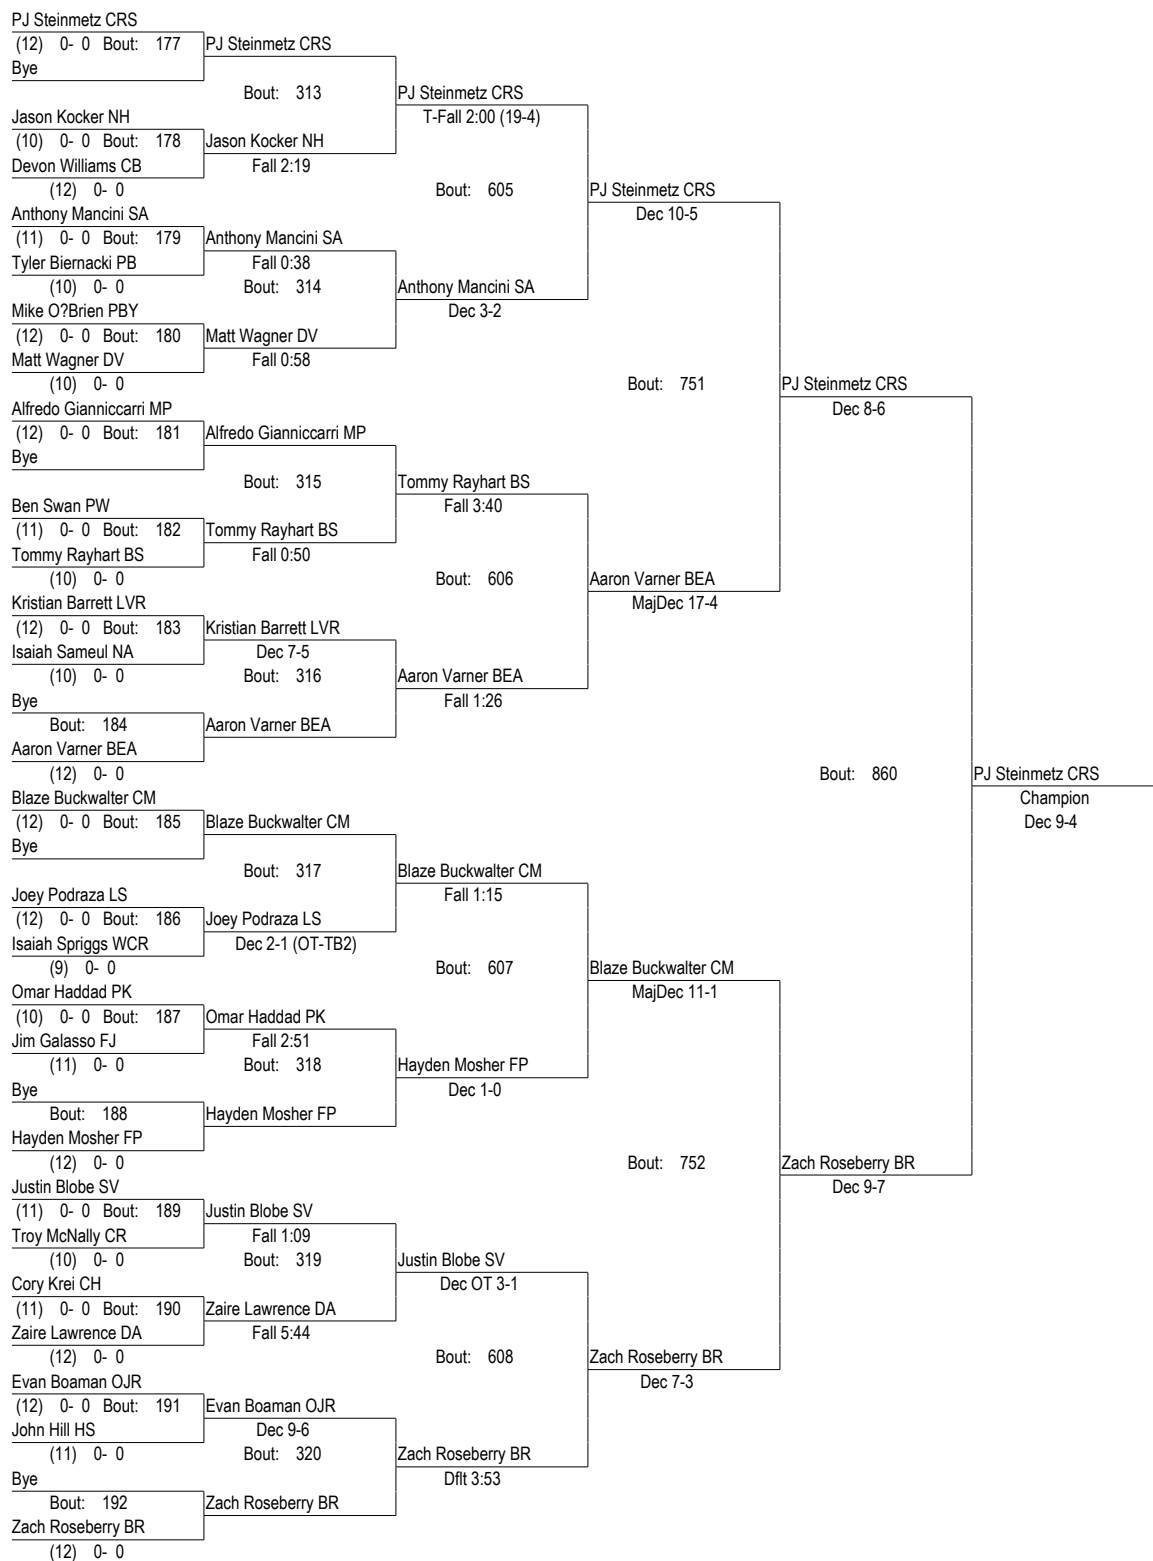 PJ Steinmetz CRS
(12) 0- 0 Bout: 177 PJ Steinmetz CRS
Bye
Bout: 313 PJ Steinmetz CRS
Jason Kocker NH T-Fall 2:00 (19-4)
(10) 0- 0 Bout: 178 Jason Kocker NH
Devon Williams CB Fall 2:19
(12) 0- 0 Bout: 605 PJ Steinmetz CRS
Anthony Mancini SA Dec 10-5
(11) 0- 0 Bout: 179 Anthony Mancini SA
Tyler Biernacki PB Fall 0:38
(10) 0- 0 Bout: 314 Anthony Mancini SA
Mike O?Brien PBY Dec 3-2
(12) 0- 0 Bout: 180 Matt Wagner DV
Matt Wagner DV Fall 0:58
(10) 0- 0 Bout: 751 PJ Steinmetz CRS
Alfredo Gianniccarri MP Dec 8-6
(12) 0- 0 Bout: 181 Alfredo Gianniccarri MP
Bye
Bout: 315 Tommy Rayhart BS
Ben Swan PW Fall 3:40
(11) 0- 0 Bout: 182 Tommy Rayhart BS
Tommy Rayhart BS Fall 0:50
(10) 0- 0 Bout: 606 Aaron Varner BEA
Kristian Barrett LVR MajDec 17-4
(12) 0- 0 Bout: 183 Kristian Barrett LVR
Isaiah Sameul NA Dec 7-5
(10) 0- 0 Bout: 316 Aaron Varner BEA
Bye Fall 1:26
Bout: 184 Aaron Varner BEA
Aaron Varner BEA
(12) 0- 0 Bout: 860 PJ Steinmetz CRS
Blaze Buckwalter CM Champion
(12) 0- 0 Bout: 185 Blaze Buckwalter CM Dec 9-4
Bye
Bout: 317 Blaze Buckwalter CM
Joey Podraza LS Fall 1:15
(12) 0- 0 Bout: 186 Joey Podraza LS
Isaiah Spriggs WCR Dec 2-1 (OT-TB2)
(9) 0- 0 Bout: 607 Blaze Buckwalter CM
Omar Haddad PK MajDec 11-1
(10) 0- 0 Bout: 187 Omar Haddad PK
Jim Galasso FJ Fall 2:51
(11) 0- 0 Bout: 318 Hayden Mosher FP
Bye Dec 1-0
Bout: 188 Hayden Mosher FP
Hayden Mosher FP
(12) 0- 0 Bout: 752 Zach Roseberry BR
Justin Blobe SV Dec 9-7
(11) 0- 0 Bout: 189 Justin Blobe SV
Troy McNally CR Fall 1:09
(10) 0- 0 Bout: 319 Justin Blobe SV
Cory Krei CH Dec OT 3-1
(11) 0- 0 Bout: 190 Zaire Lawrence DA
Zaire Lawrence DA Fall 5:44
(12) 0- 0 Bout: 608 Zach Roseberry BR
Evan Boaman OJR Dec 7-3
(12) 0- 0 Bout: 191 Evan Boaman OJR
John Hill HS Dec 9-6
(11) 0- 0 Bout: 320 Zach Roseberry BR
Bye Dflt 3:53
Bout: 192 Zach Roseberry BR
Zach Roseberry BR
(12) 0- 0